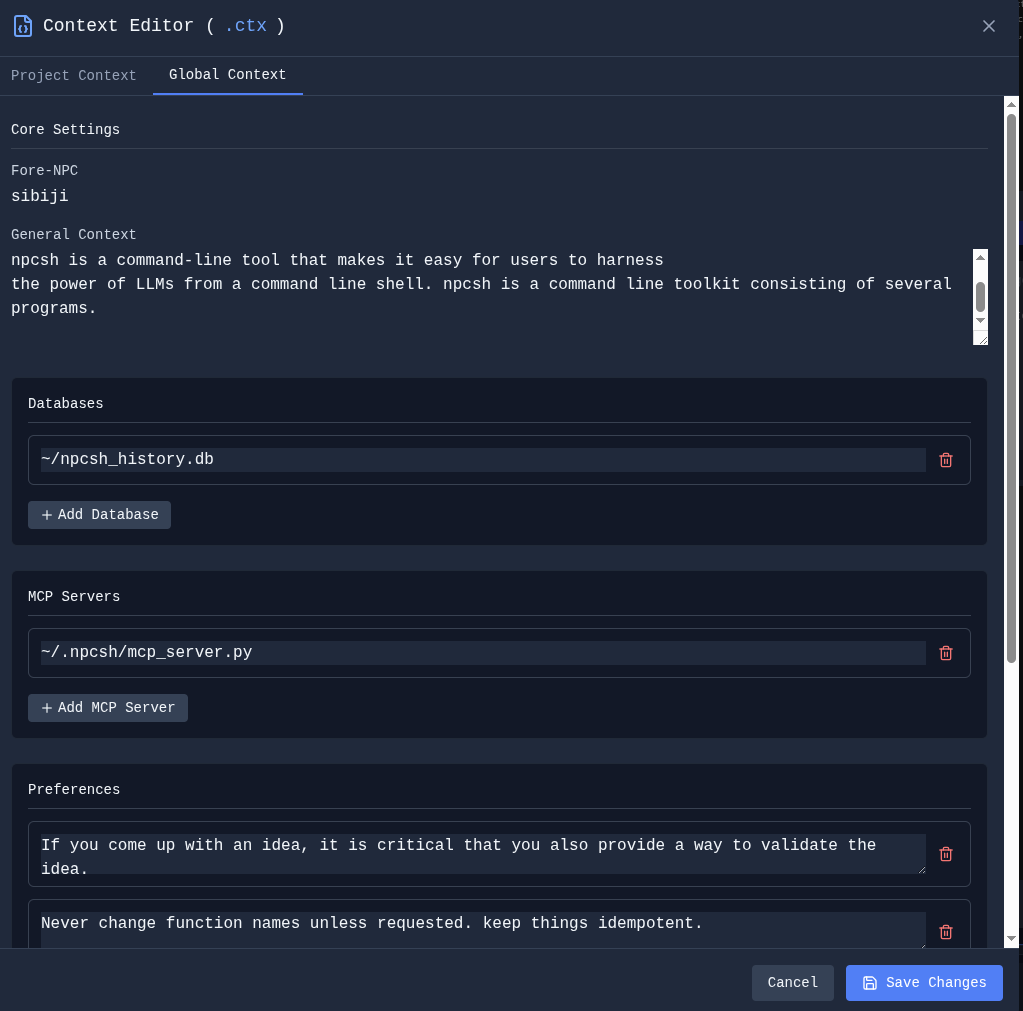 Context Editor ( .ctx )
Project Context Global Context
Core Settings
Fore-NPC
sibiji
General Context
npcsh is a command-line tool that makes it easy for users to harness
the power of LLMs from a command line shell. npcsh is a command line toolkit consisting of several
programs.
Databases
~/npcsh_history.db
Add Database
MCP Servers
~/.npcsh/mcp_server.py
Add MCP Server
Preferences
If you come up with an idea, it is critical that you also provide a way to validate the
idea.
Never change function names unless requested. keep things idempotent.
Cancel Save Changes